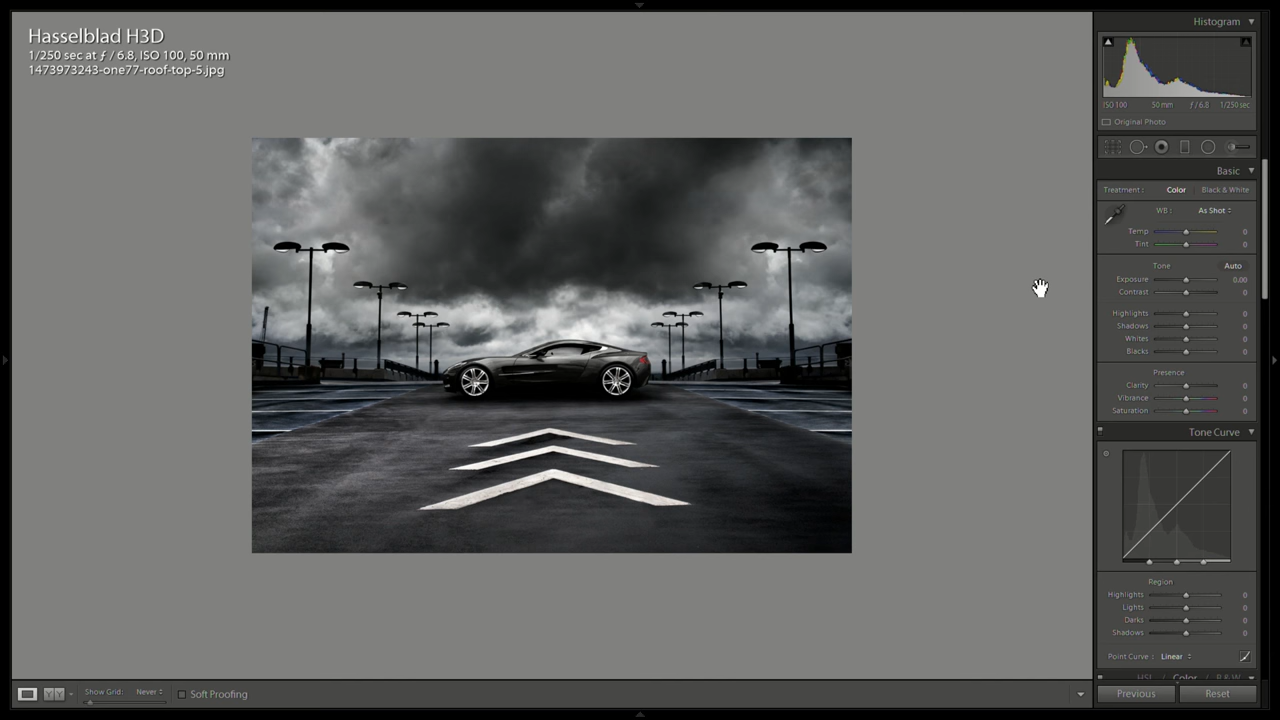 Hasselblad H3D
1/250 sec at ƒ / 6.8, ISO 100, 50 mm
1473973243-one77-roof-top-5.jpg
Histogram
ISO 100 50 mm ƒ / 6.8 1/250 sec
Original Photo
Basic
Treatment : Color Black & White
WB : As Shot
Temp 0
Tint 0
Tone Auto
Exposure 0.00
Contrast 0
Highlights 0
Shadows 0
Whites 0
Blacks 0
Presence
Clarity 0
Vibrance 0
Saturation 0
Tone Curve
Region
Highlights 0
Lights 0
Darks 0
Shadows 0
Point Curve : Linear
HSL / Color / B & W
Previous Reset
Y Y Show Grid: Never Soft Proofing